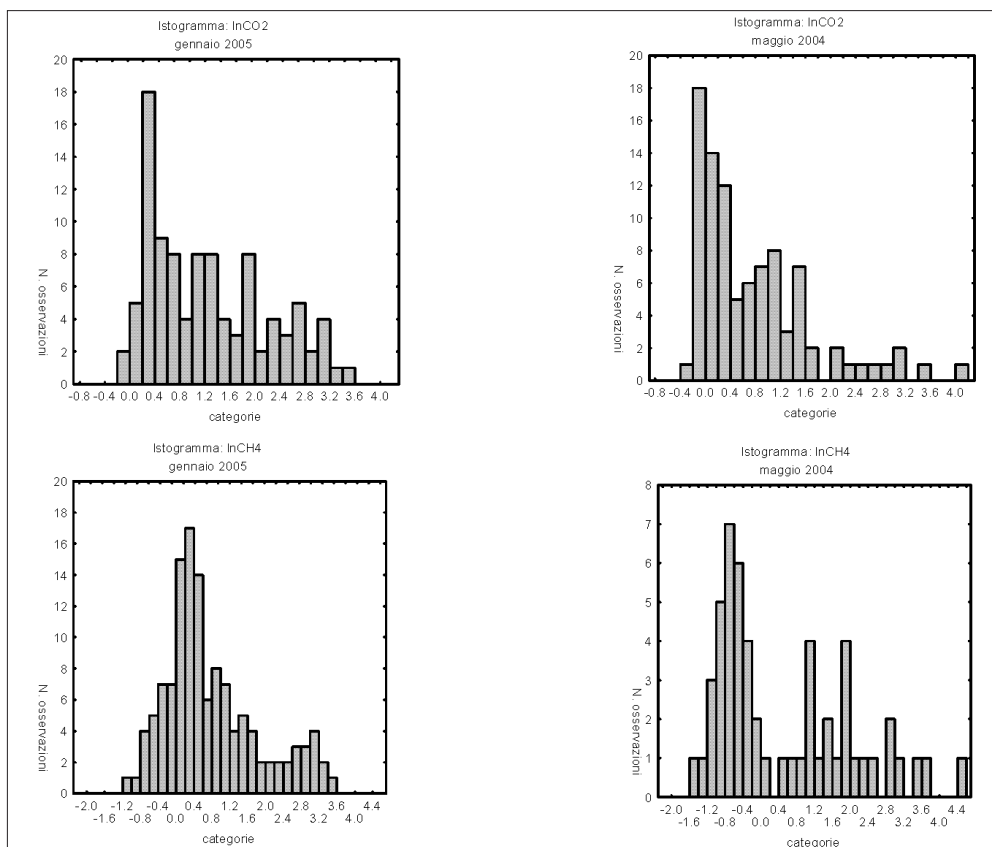 Istogramma: lnCO2
gennaio 2005
20
18
16
14
12
10
8
6
4
2
0
N. osservazioni
-0.8 -0.4 0.0 0.4 0.8 1.2 1.6 2.0 2.4 2.8 3.2 3.6 4.0
categorie
Istogramma: lnCO2
maggio 2004
20
18
16
14
12
10
8
6
4
2
0
N. osservazioni
-0.8 -0.4 0.0 0.4 0.8 1.2 1.6 2.0 2.4 2.8 3.2 3.6 4.0
categorie
Istogramma: lnCH4
gennaio 2005
20
18
16
14
12
10
8
6
4
2
0
N. osservazioni
-2.0 -1.2 -0.4 0.4 1.2 2.0 2.8 3.6 4.4
-1.6 -0.8 0.0 0.8 1.6 2.4 3.2 4.0
categorie
Istogramma: lnCH4
maggio 2004
8
7
6
5
4
3
2
1
0
N. osservazioni
-2.0 -1.2 -0.4 0.4 1.2 2.0 2.8 3.6 4.4
-1.6 -0.8 0.0 0.8 1.6 2.4 3.2 4.0
categorie